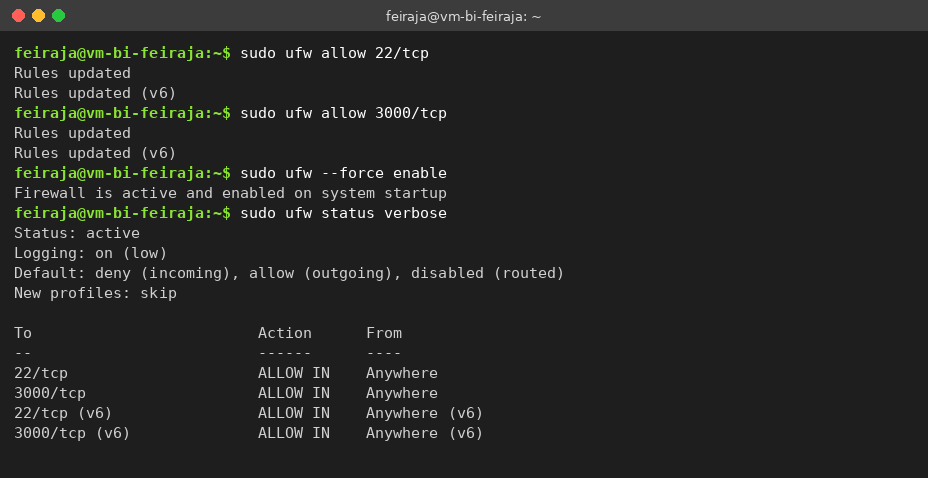 feiraja@vm-bi-feiraja: ~
feiraja@vm-bi-feiraja:~$ sudo ufw allow 22/tcp
Rules updated
Rules updated (v6)
feiraja@vm-bi-feiraja:~$ sudo ufw allow 3000/tcp
Rules updated
Rules updated (v6)
feiraja@vm-bi-feiraja:~$ sudo ufw --force enable
Firewall is active and enabled on system startup
feiraja@vm-bi-feiraja:~$ sudo ufw status verbose
Status: active
Logging: on (low)
Default: deny (incoming), allow (outgoing), disabled (routed)
New profiles: skip
To                         Action      From
--                         ------      ----
22/tcp                     ALLOW IN    Anywhere
3000/tcp                   ALLOW IN    Anywhere
22/tcp (v6)                ALLOW IN    Anywhere (v6)
3000/tcp (v6)              ALLOW IN    Anywhere (v6)